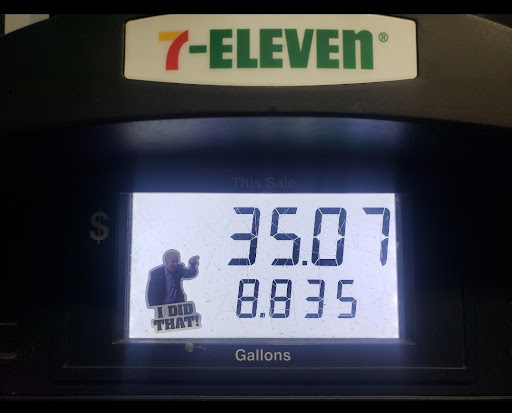 7-ELEVEn®
This Sale
$ 35.07
8.835
I DID
THAT!
Gallons